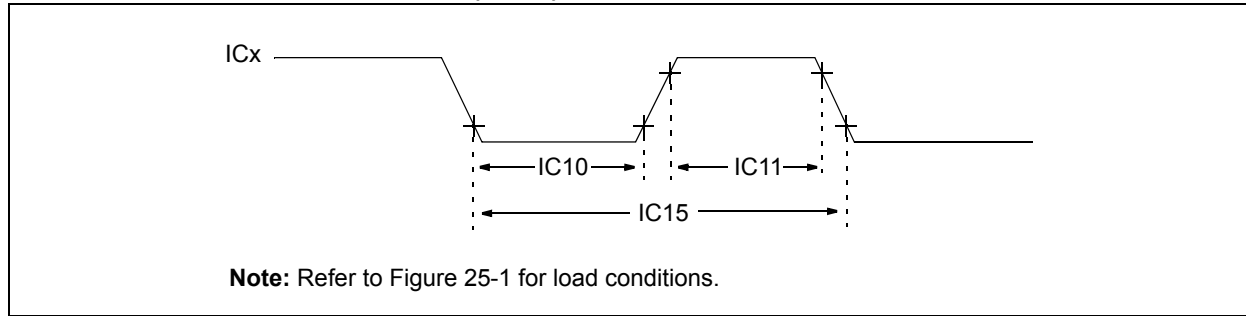 ICx
IC10
IC11
IC15
Note: Refer to Figure 25-1 for load conditions.